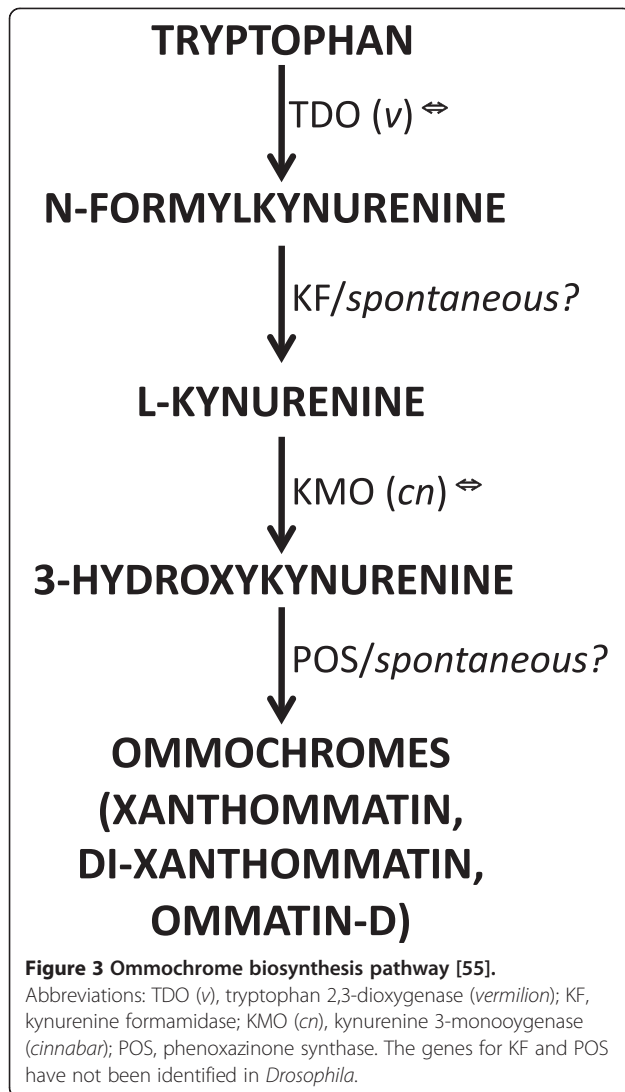 TRYPTOPHAN
TDO (v) ⇔
N-FORMYLKYNURENINE
KF/spontaneous?
L-KYNURENINE
KMO (cn) ⇔
3-HYDROXYKYNURENINE
POS/spontaneous?
OMMOCHROMES
(XANTHOMMATIN,
DI-XANTHOMMATIN,
OMMATIN-D)
Figure 3 Ommochrome biosynthesis pathway [55].
Abbreviations: TDO (v), tryptophan 2,3-dioxygenase (vermilion); KF,
kynurenine formamidase; KMO (cn), kynurenine 3-monooygenase
(cinnabar); POS, phenoxazinone synthase. The genes for KF and POS
have not been identified in Drosophila.